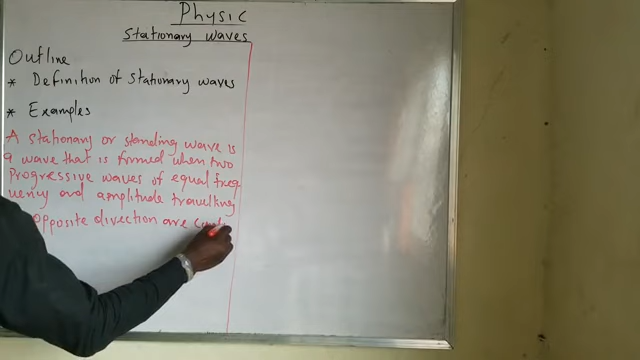 Physic
Stationary waves
Outline
* Definition of Stationary waves
* Examples
A stationary or standing wave is
a wave that is formed when two
Progressive waves of equal freq
uency and amplitude travelling
opposite direction are